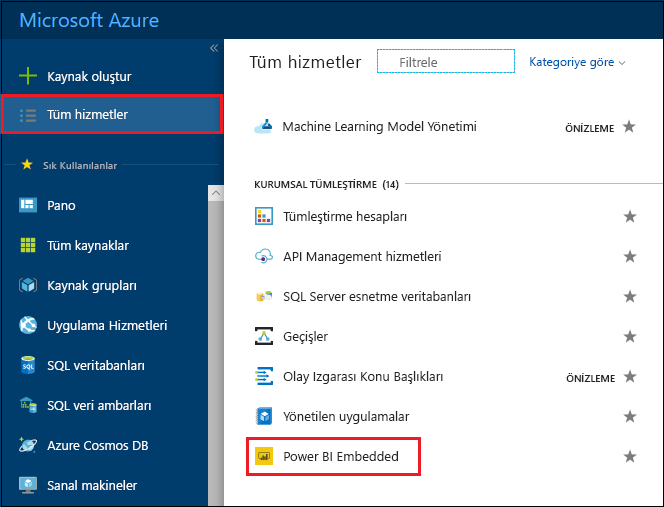 Microsoft Azure
«
Kaynak oluştur
Tüm hizmetler
Sık Kullanılanlar
Pano
Tüm kaynaklar
Kaynak grupları
Uygulama Hizmetleri
SQL veritabanları
SQL veri ambarları
Azure Cosmos DB
Sanal makineler
Tüm hizmetler
Filtrele
Kategoriye göre
Machine Learning Model Yönetimi ÖNİZLEME
KURUMSAL TÜMLEŞTİRME (14)
Tümleştirme hesapları
API Management hizmetleri
SQL Server esnetme veritabanları
Geçişler
Olay Izgarası Konu Başlıkları ÖNİZLEME
Yönetilen uygulamalar
Power BI Embedded